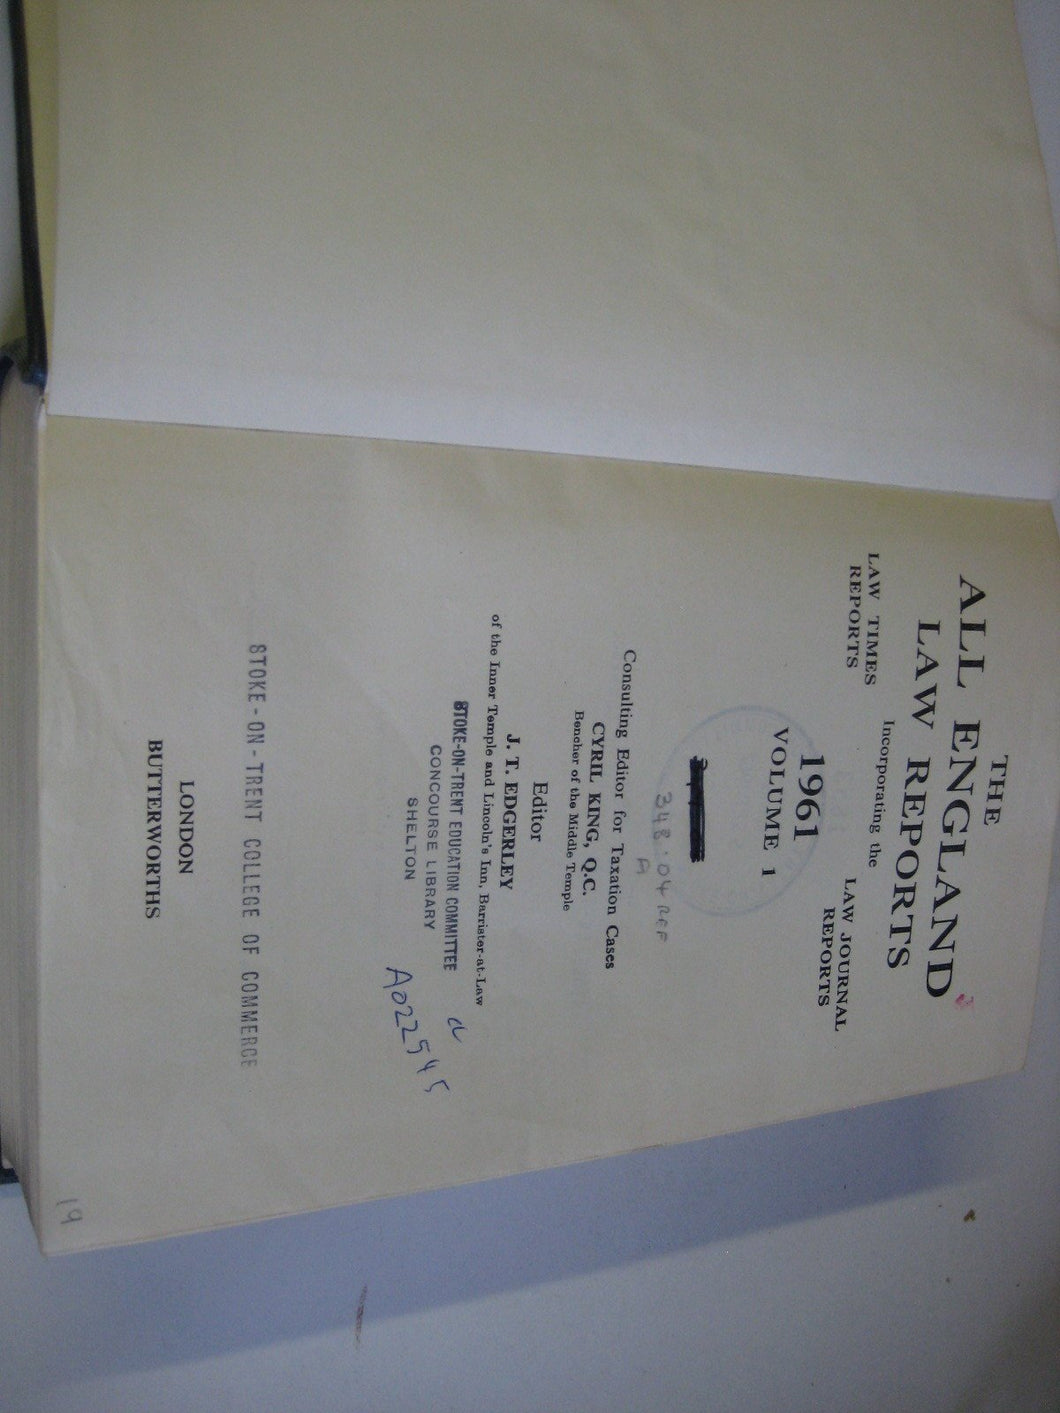 THE
ALL ENGLAND
LAW REPORTS
Incorporating the
LAW TIMES
REPORTS
LAW JOURNAL
REPORTS
1961
VOLUME 1
348.04 REF
A
Consulting Editor for Taxation Cases
CYRIL KING, Q.C.
Bencher of the Middle Temple
Editor
J. T. EDGERLEY
of the Inner Temple and Lincoln's Inn, Barrister-at-Law
STOKE-ON-TRENT EDUCATION COMMITTEE
CONCOURSE LIBRARY
SHELTON
A022545
STOKE-ON-TRENT COLLEGE OF COMMERCE
LONDON
BUTTERWORTHS
19